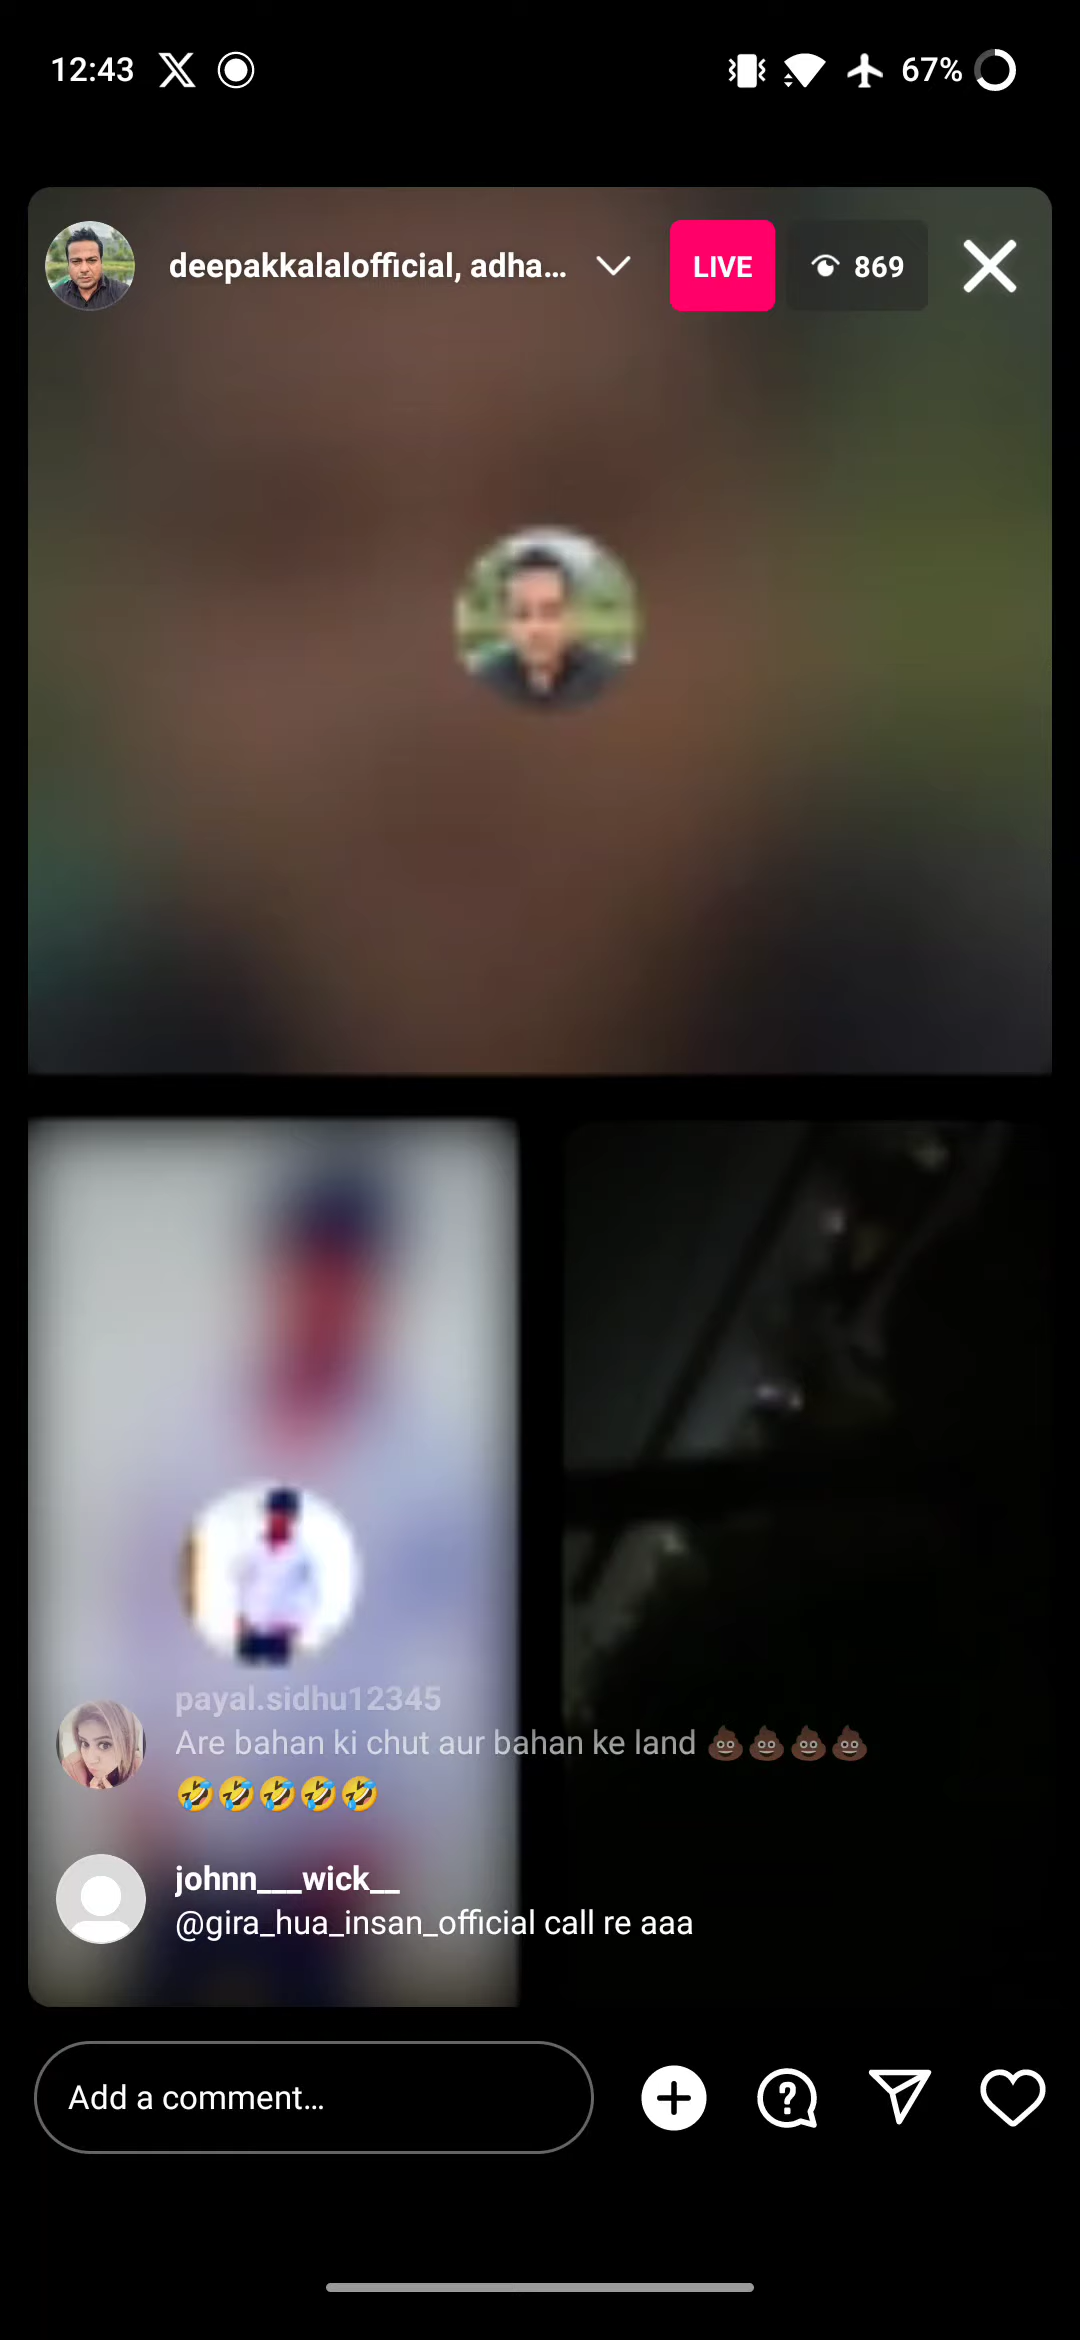 12:43 67%
deepakkalalofficial, adha... LIVE 869
payal.sidhu12345
Are bahan ki chut aur bahan ke land 💩💩💩💩
🤣🤣🤣🤣🤣
johnn___wick__
@gira_hua_insan_official call re aaa
Add a comment...